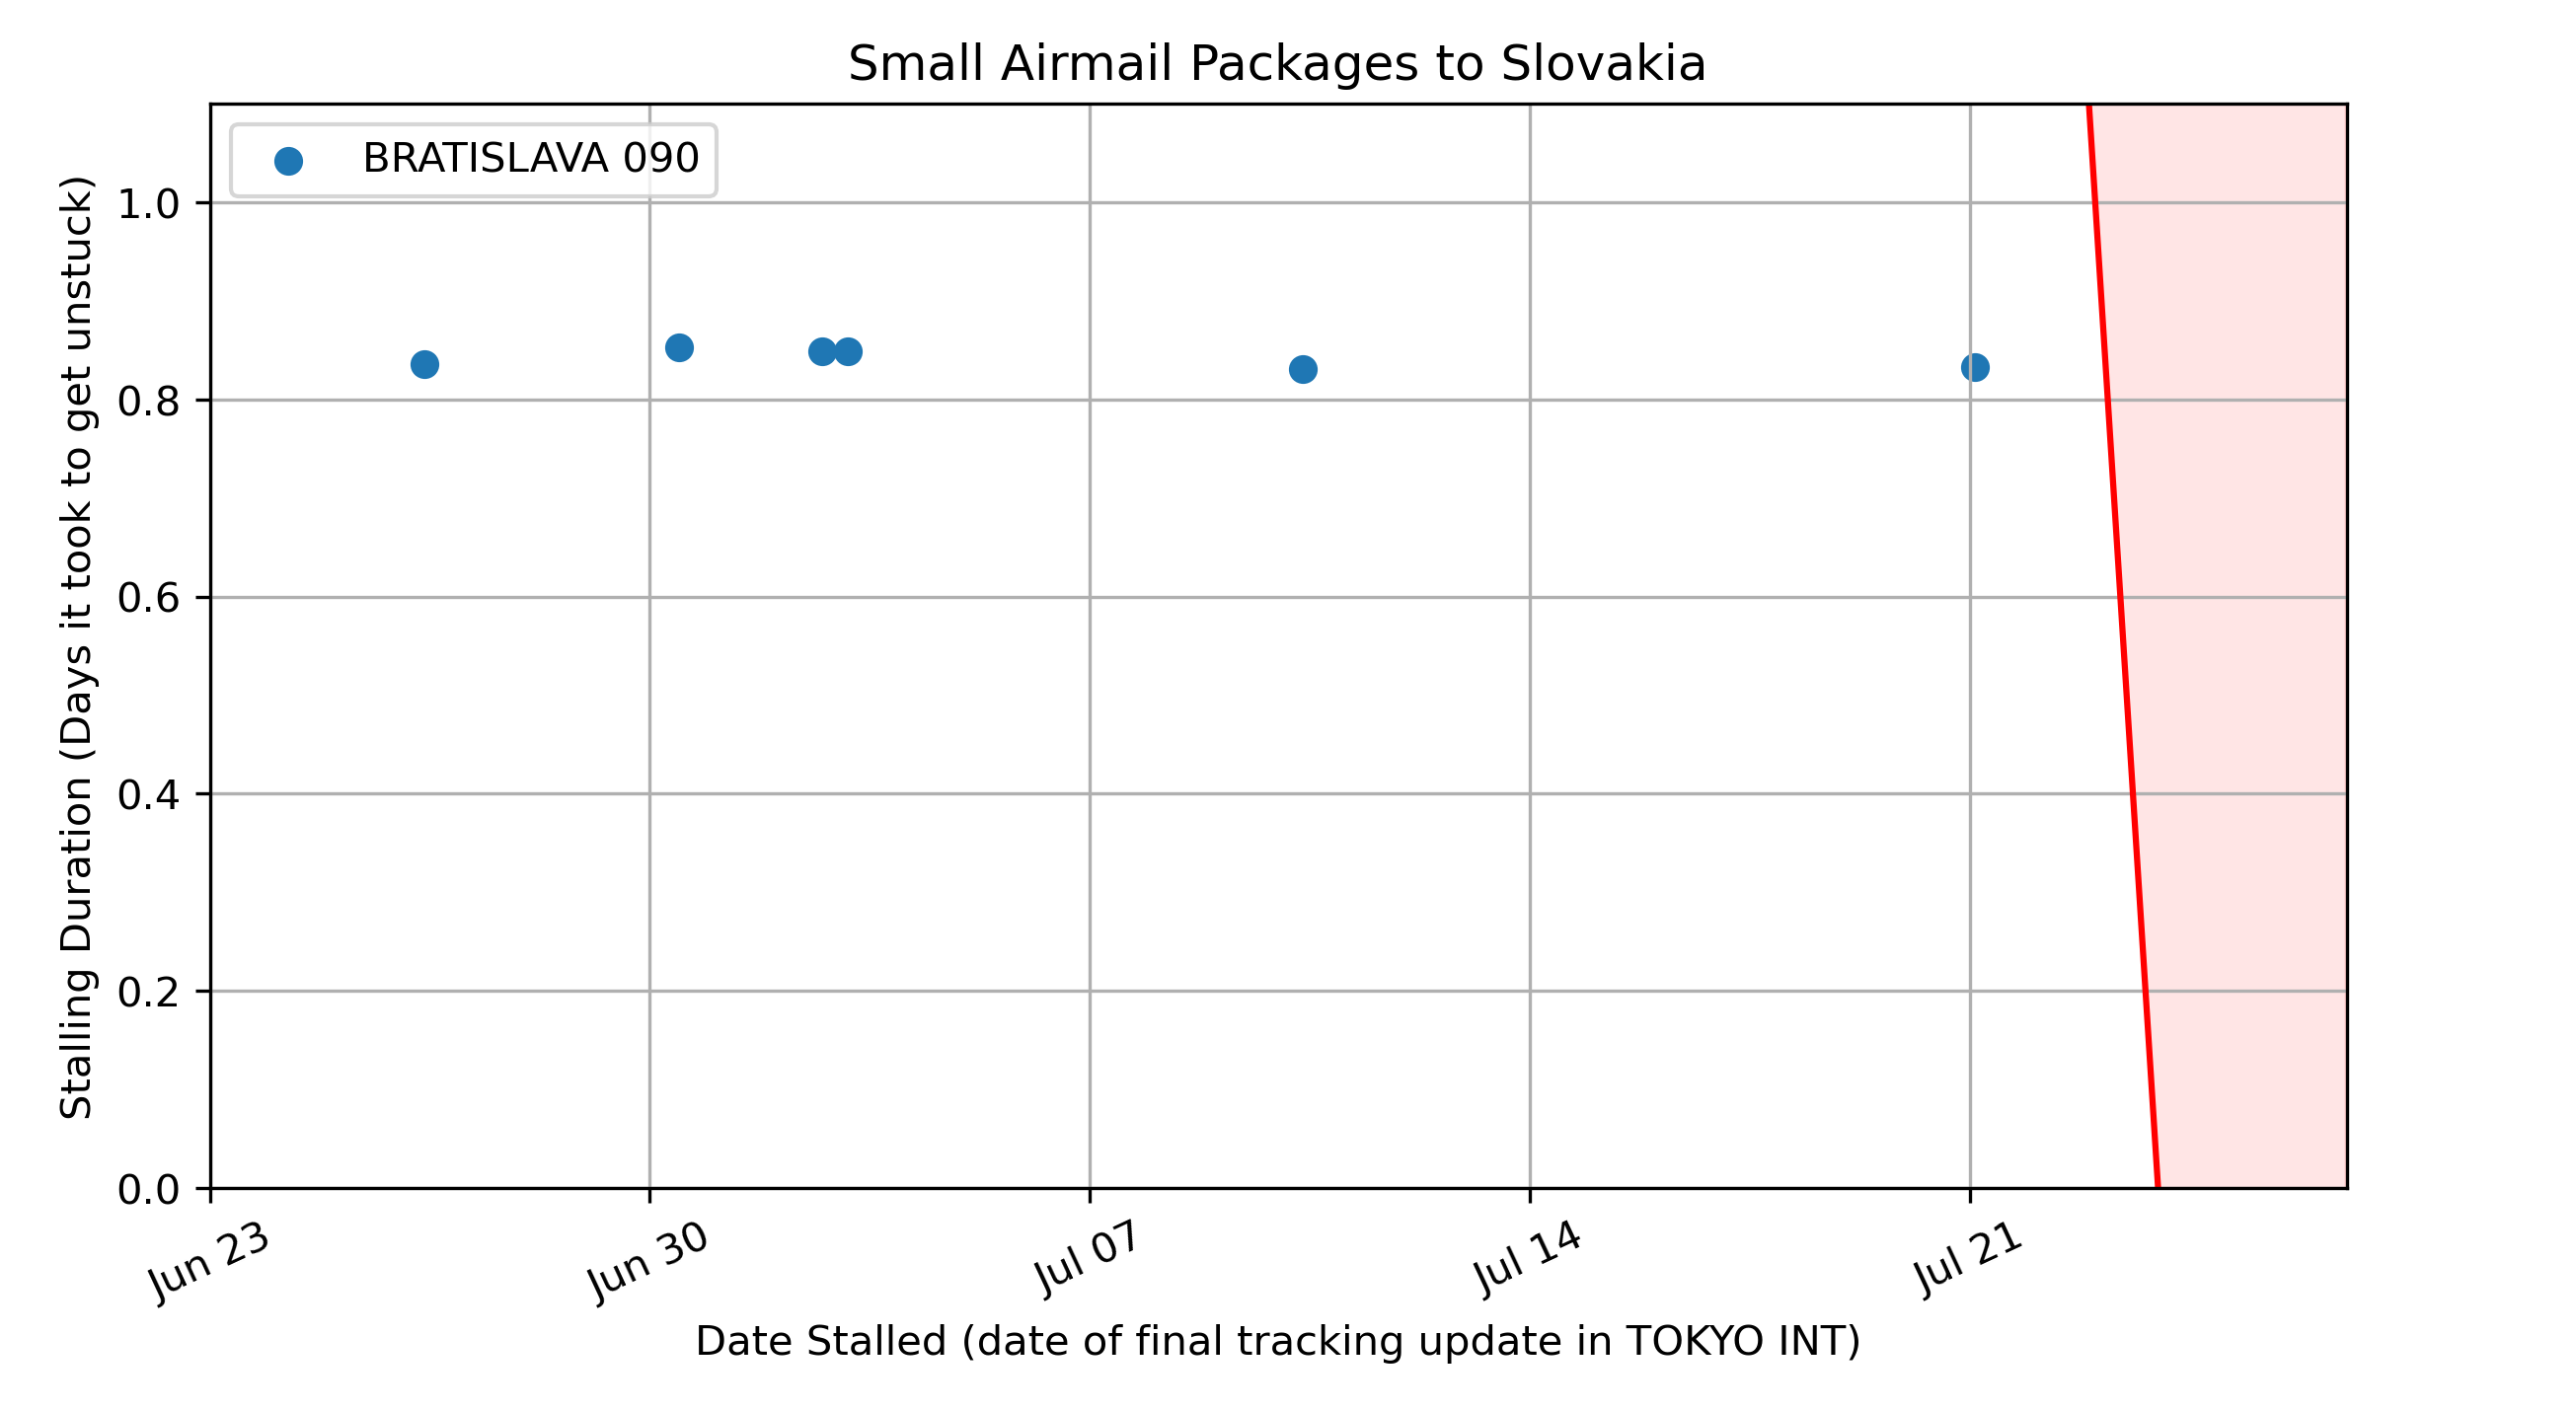 Small Airmail Packages to Slovakia
BRATISLAVA 090
Stalling Duration (Days it took to get unstuck)
1.0
0.8
0.6
0.4
0.2
0.0
Jun 23
Jun 30
Jul 07
Jul 14
Jul 21
Date Stalled (date of final tracking update in TOKYO INT)